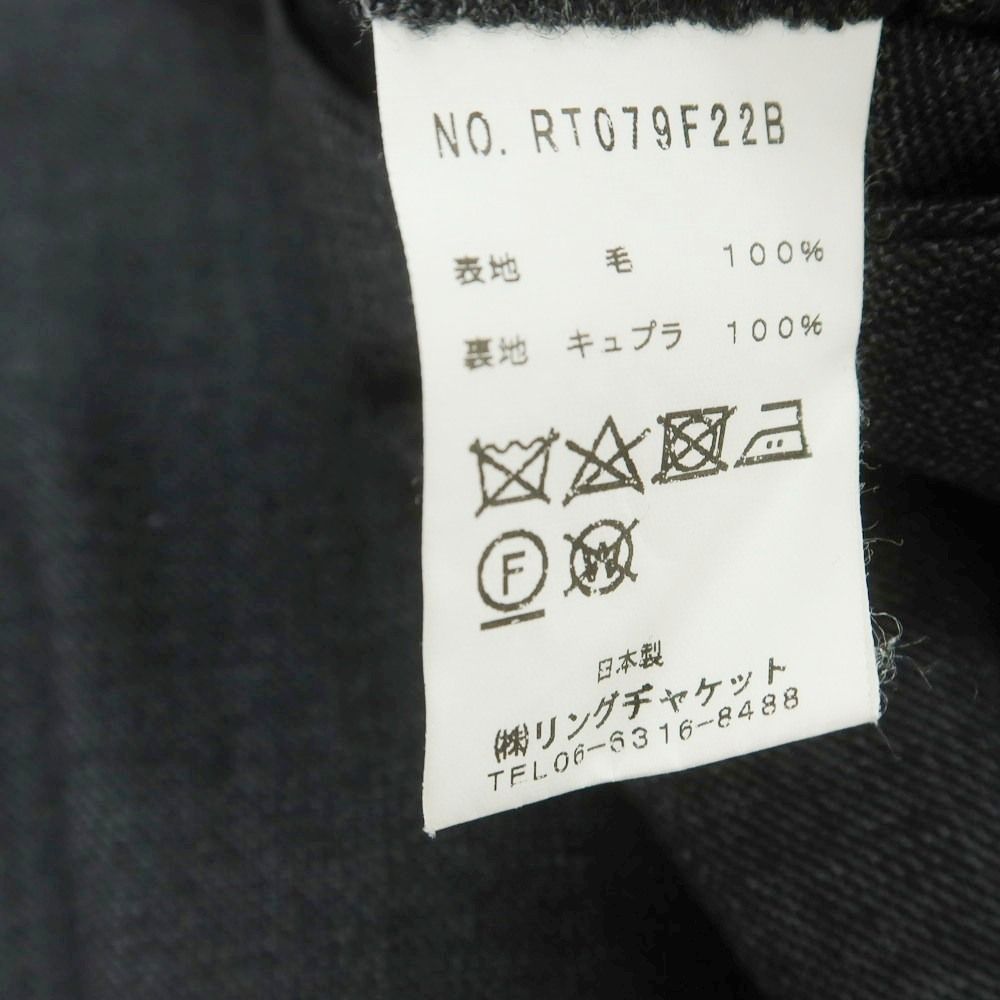 NO. RT079F22B
表地 毛 100%
裏地 キュプラ 100%
F
W
日本製
(株)リングヂャケット
TEL06-6316-8488